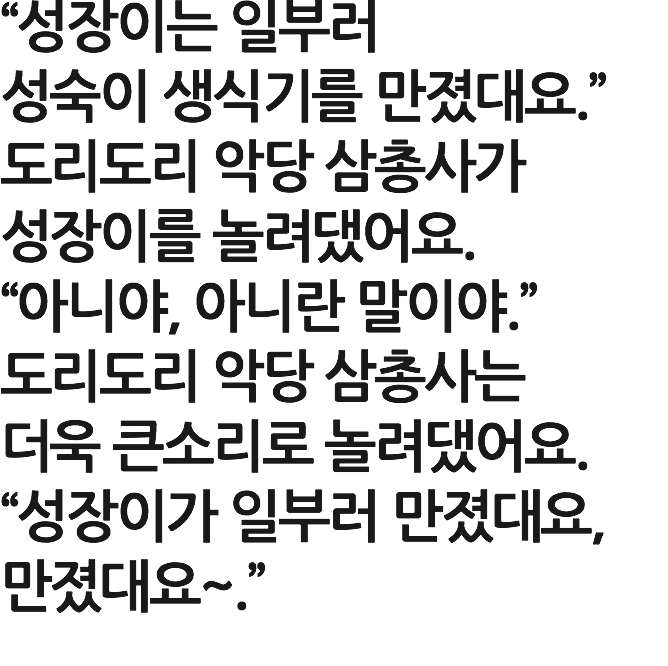 “성장이는 일부러
성숙이 생식기를 만졌대요.”
도리도리 악당 삼총사가
성장이를 놀려댔어요.
“아니야, 아니란 말이야.”
도리도리 악당 삼총사는
더욱 큰소리로 놀려댔어요.
“성장이가 일부러 만졌대요,
만졌대요~.”